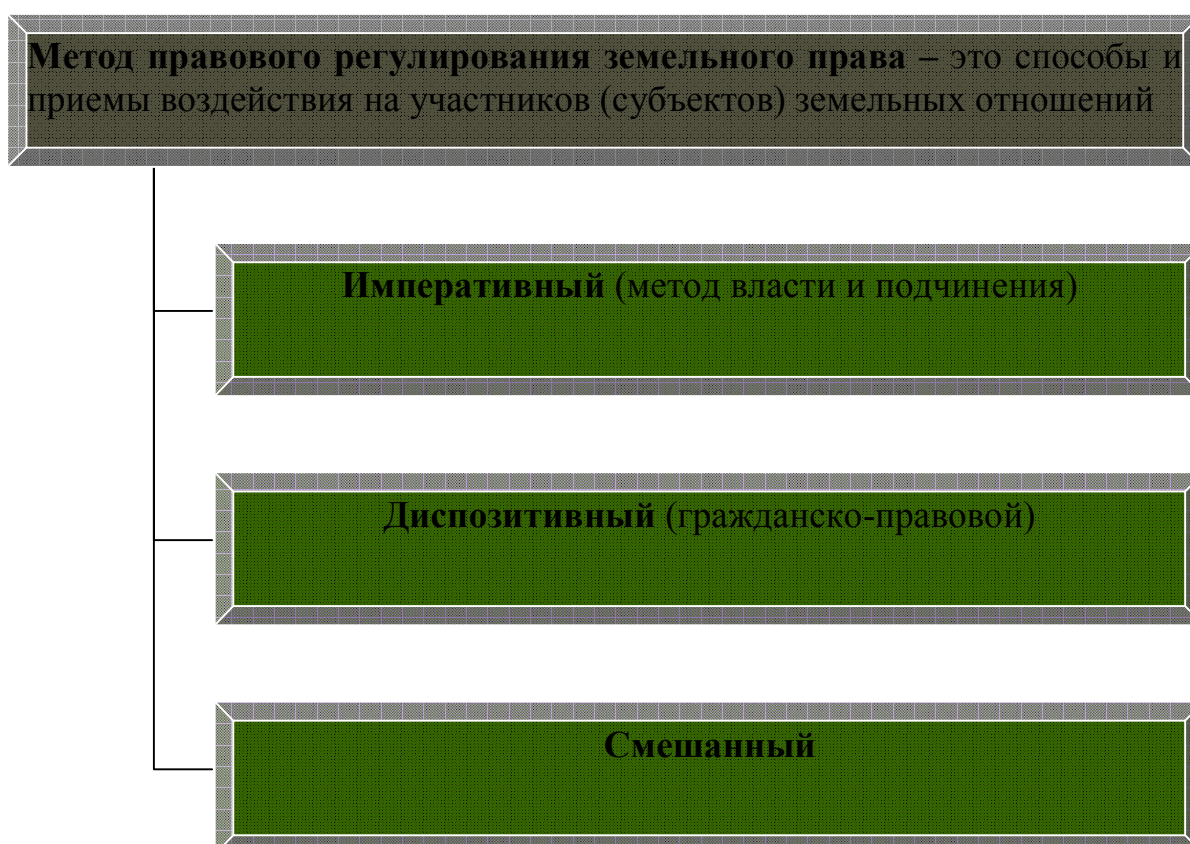 Метод правового регулирования земельного права – это способы и
приемы воздействия на участников (субъектов) земельных отношений
Императивный (метод власти и подчинения)
Диспозитивный (гражданско-правовой)
Смешанный